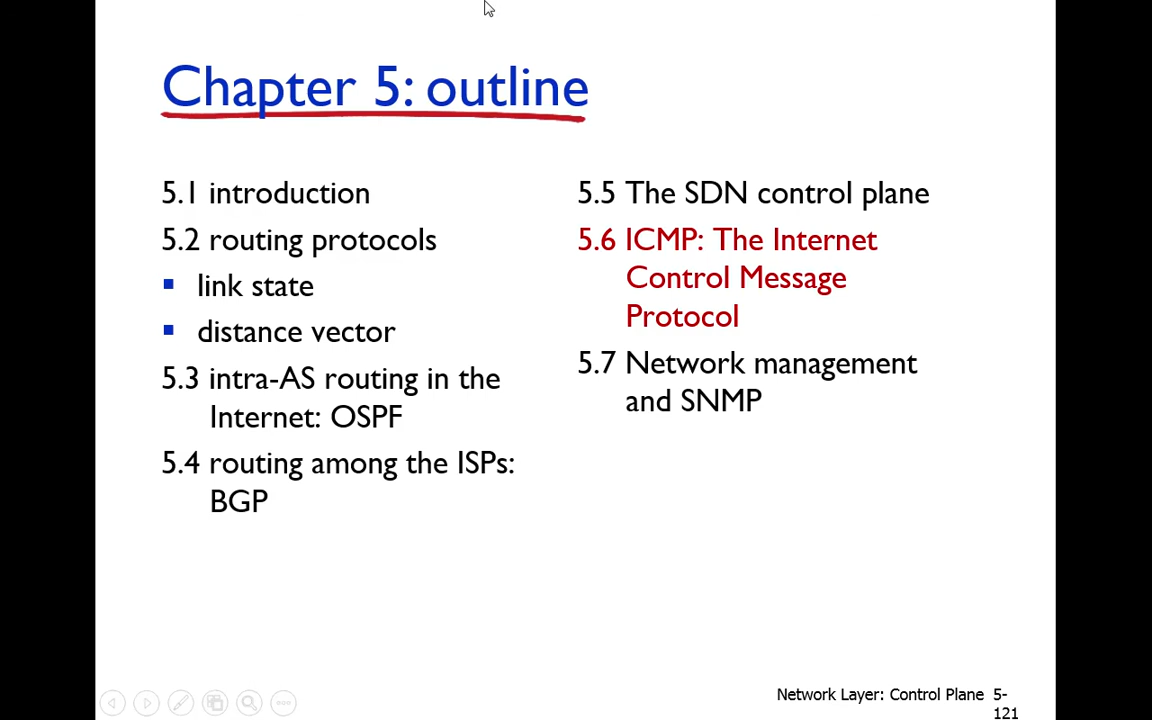 Chapter 5: outline
5.1 introduction
5.2 routing protocols
link state
distance vector
5.3 intra-AS routing in the
Internet: OSPF
5.4 routing among the ISPs:
BGP
5.5 The SDN control plane
5.6 ICMP: The Internet
Control Message
Protocol
5.7 Network management
and SNMP
Network Layer: Control Plane 5-
121